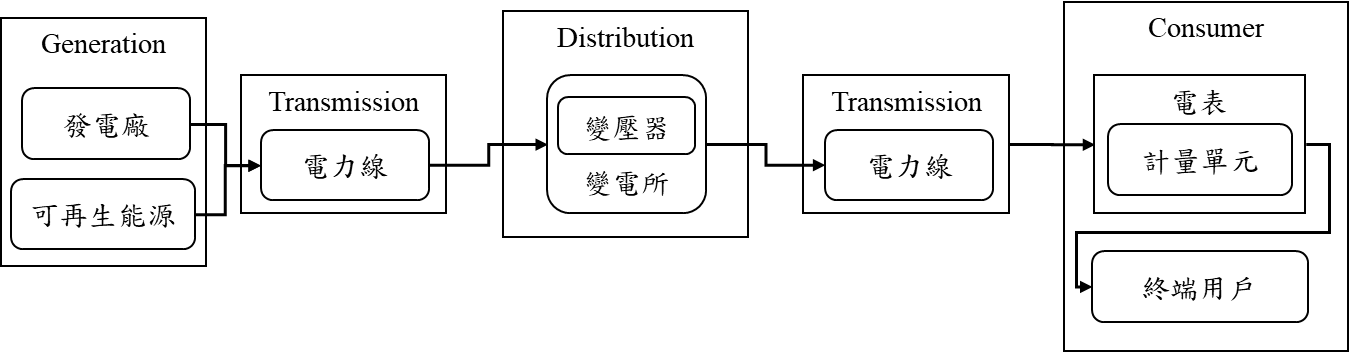 Generation
發電廠
可再生能源
Transmission
電力線
Distribution
變壓器
變電所
Transmission
電力線
Consumer
電表
計量單元
終端用戶